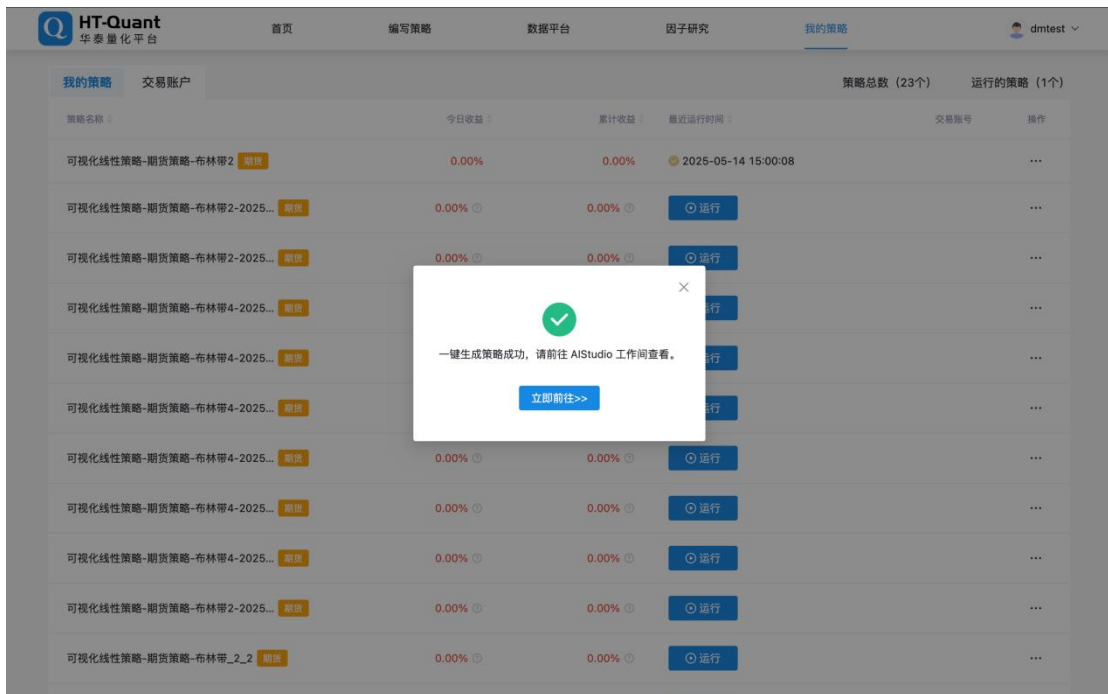 HT-Quant
华泰量化平台
首页 编写策略 数据平台 因子研究 我的策略 dmtest
我的策略 交易账户 策略总数（23个） 运行的策略（1个）
策略名称 今日收益 累计收益 最近运行时间 交易账号 操作
可视化线性策略-期货策略-布林带2 期货 0.00% 0.00% 2025-05-14 15:00:08 ...
可视化线性策略-期货策略-布林带2-2025... 期货 0.00% 0.00% 运行 ...
可视化线性策略-期货策略-布林带2-2025... 期货 0.00% 0.00% 运行 ...
可视化线性策略-期货策略-布林带4-2025... 期货 运行 ...
可视化线性策略-期货策略-布林带4-2025... 期货 运行 ...
一键生成策略成功，请前往 AIStudio 工作间查看。
立即前往>>
可视化线性策略-期货策略-布林带4-2025... 期货 运行 ...
可视化线性策略-期货策略-布林带4-2025... 期货 0.00% 0.00% 运行 ...
可视化线性策略-期货策略-布林带4-2025... 期货 0.00% 0.00% 运行 ...
可视化线性策略-期货策略-布林带4-2025... 期货 0.00% 0.00% 运行 ...
可视化线性策略-期货策略-布林带2-2025... 期货 0.00% 0.00% 运行 ...
可视化线性策略-期货策略-布林带_2_2 期货 0.00% 0.00% 运行 ...